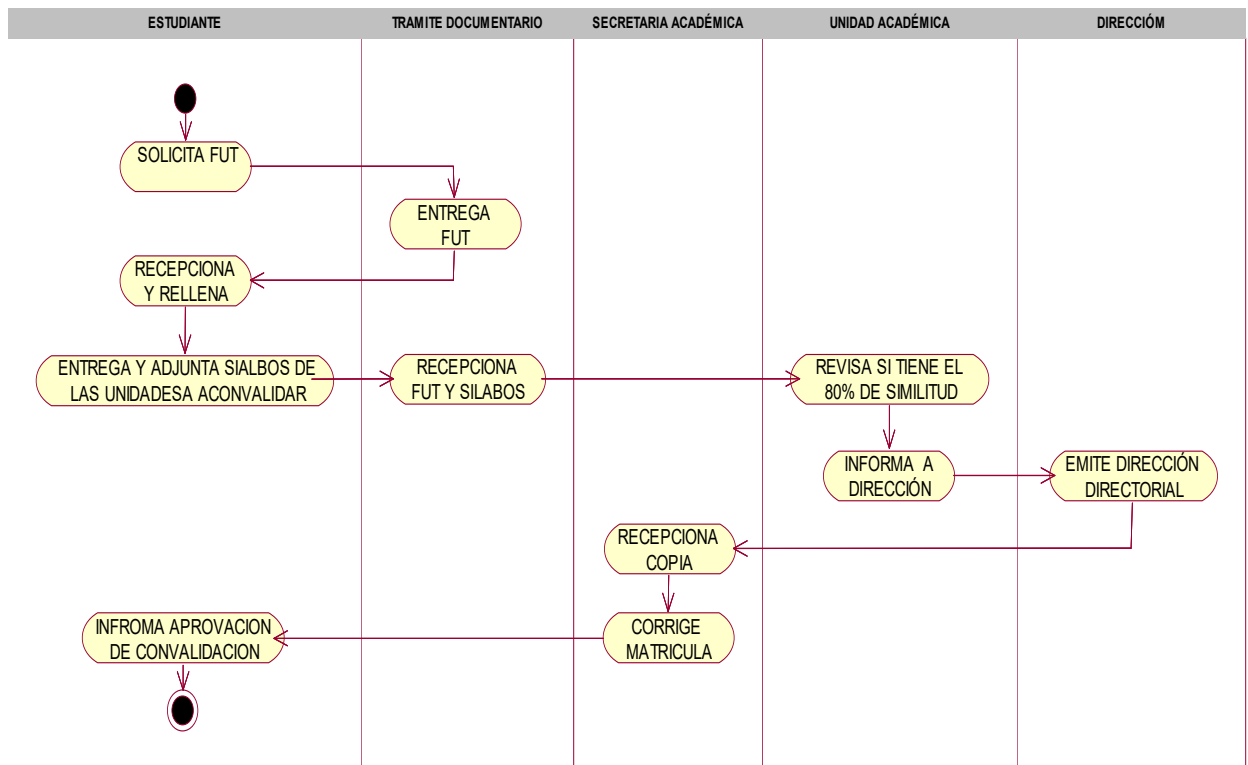 ESTUDIANTE
TRAMITE DOCUMENTARIO
SECRETARIA ACADÉMICA
UNIDAD ACADÉMICA
DIRECCIÓM
SOLICITA FUT
ENTREGA
FUT
RECEPCIONA
Y RELLENA
ENTREGA Y ADJUNTA SIALBOS DE
LAS UNIDADESA ACONVALIDAR
RECEPCIONA
FUT Y SILABOS
REVISA SI TIENE EL
80% DE SIMILITUD
INFORMA A
DIRECCIÓN
EMITE DIRECCIÓN
DIRECTORIAL
RECEPCIONA
COPIA
CORRIGE
MATRICULA
INFROMA APROVACION
DE CONVALIDACION